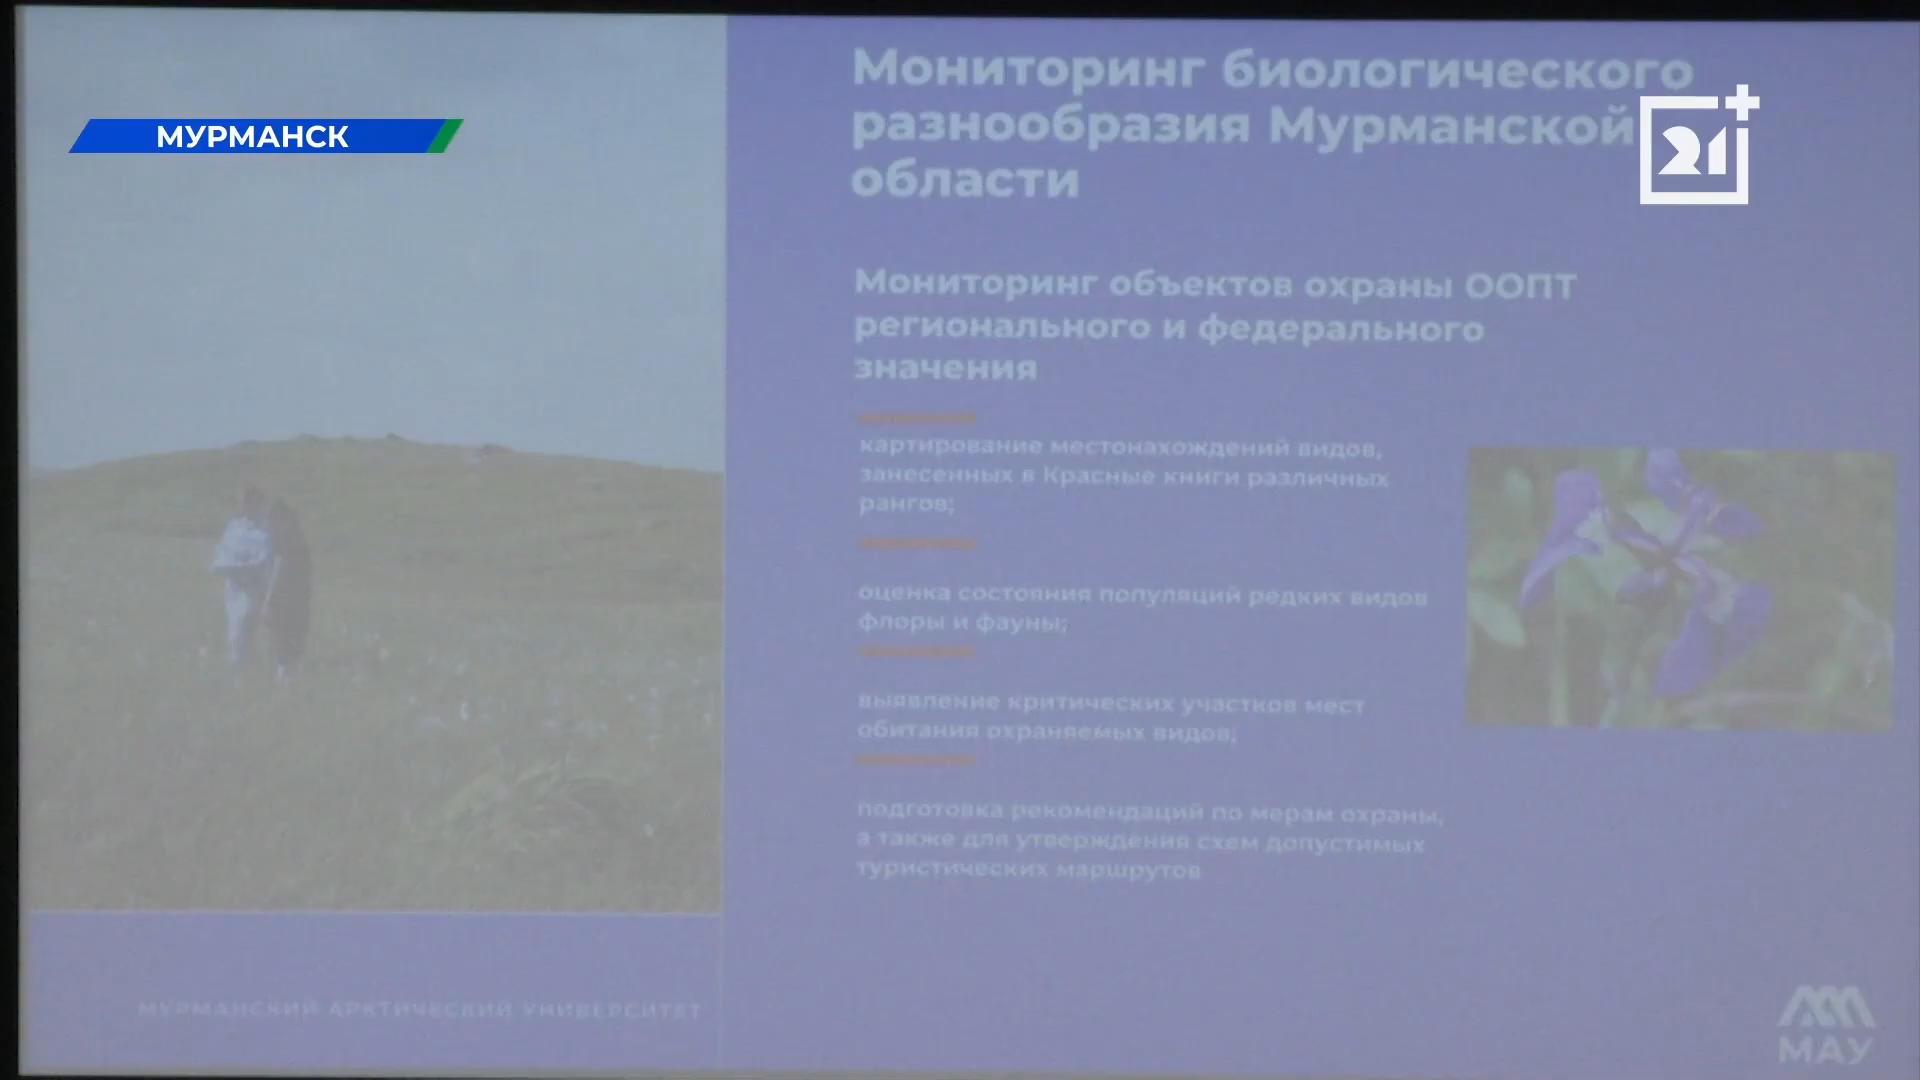 МУРМАНСК
Мониторинг биологического
разнообразия Мурманской
области
21+
Мониторинг объектов охраны ООПТ
регионального и федерального
значения
картирование местонахождений видов,
занесенных в Красные книги различных
рангов;
оценка состояния популяций редких видов
флоры и фауны;
выявление критических участков мест
обитания охраняемых видов;
подготовка рекомендаций по мерам охраны,
а также для утверждения схем допустимых
туристических маршрутов
МУРМАНСКИЙ АРКТИЧЕСКИЙ УНИВЕРСИТЕТ
МАУ